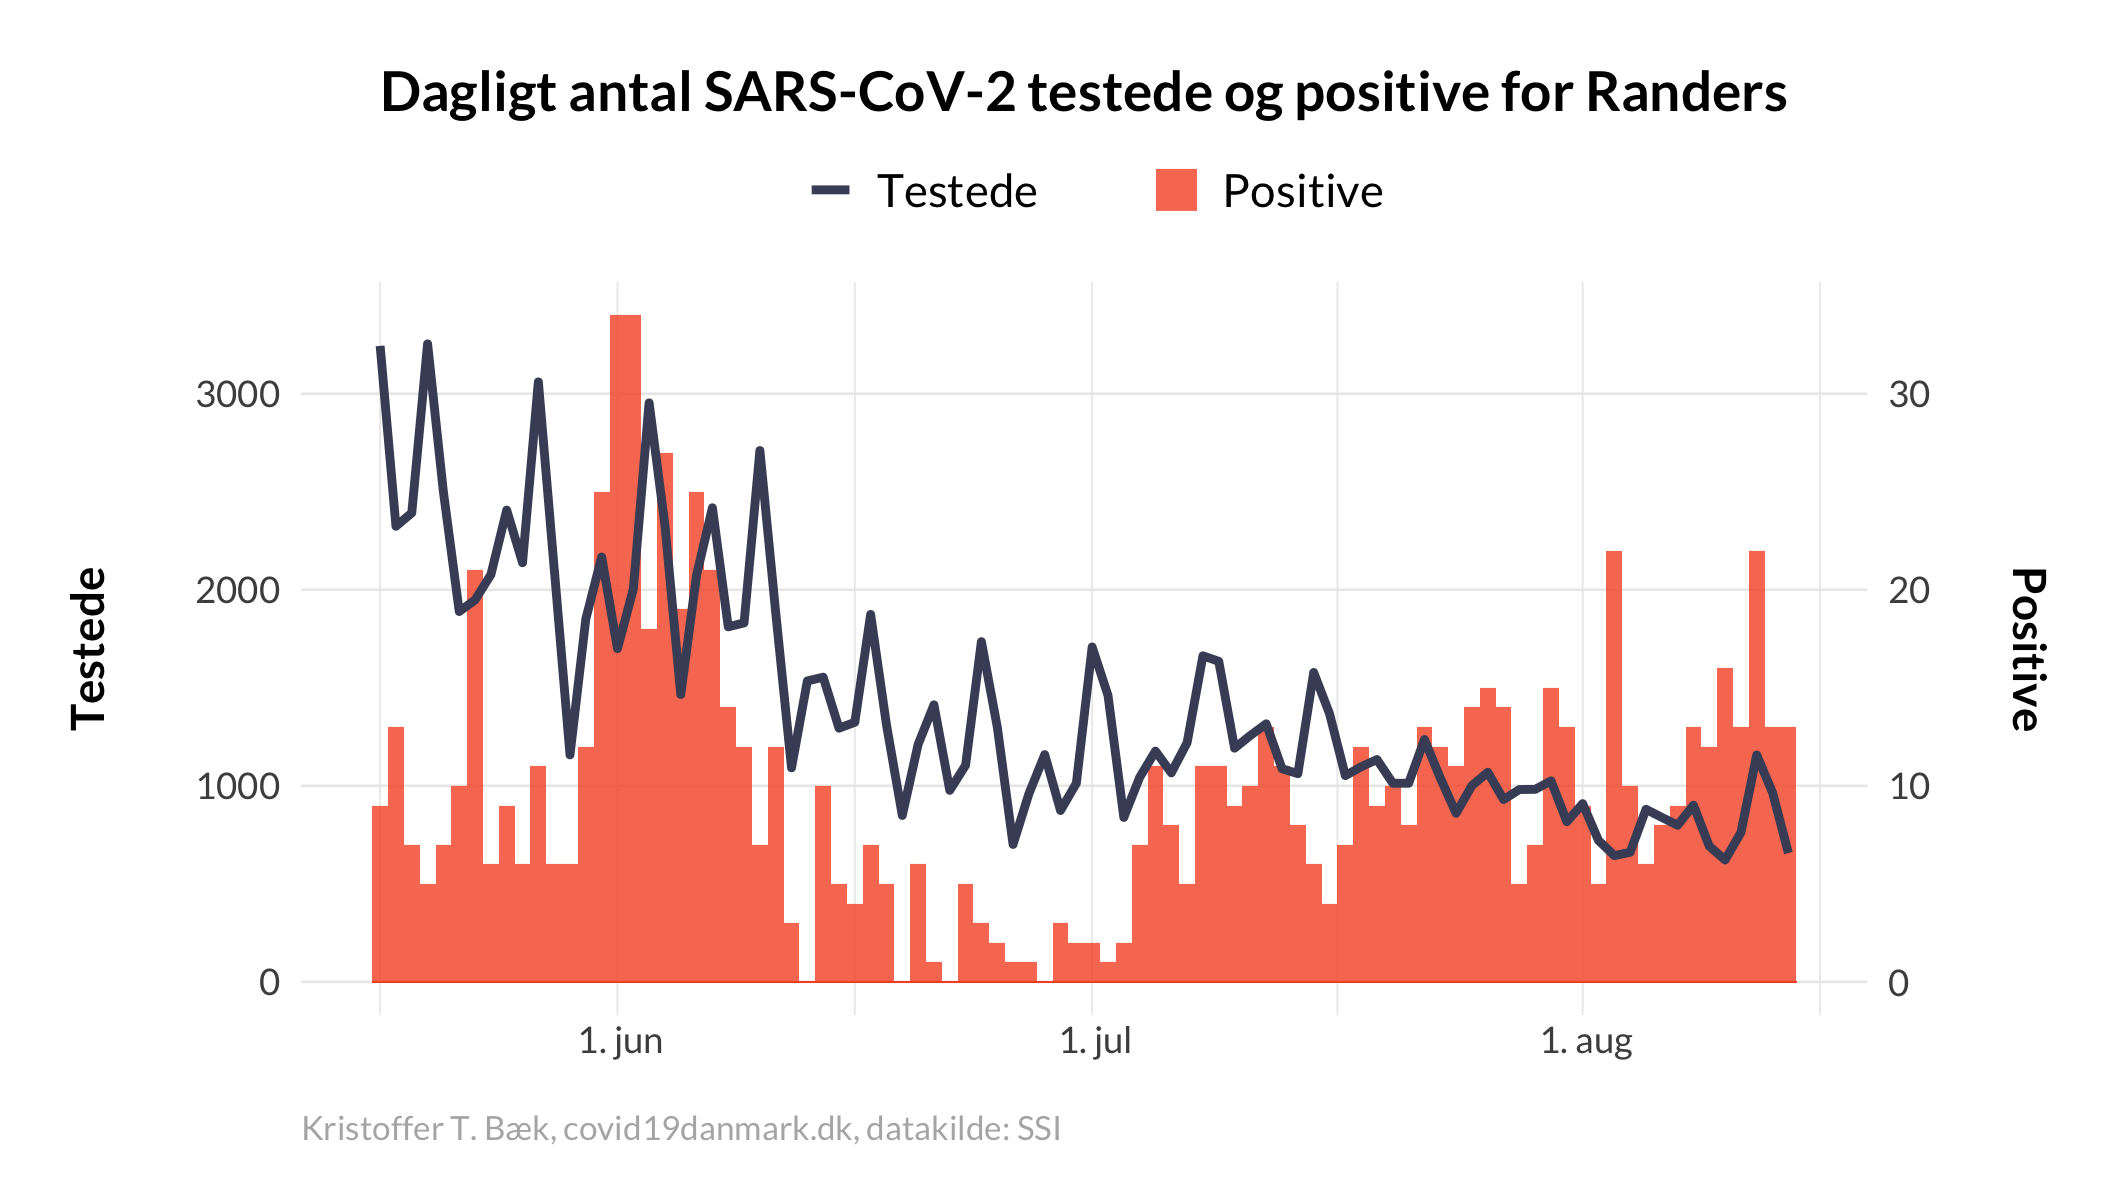 Dagligt antal SARS-CoV-2 testede og positive for Randers
Testede Positive
3000 30
2000 20
1000 10
0 0
Testede
Positive
1. jun 1. jul 1. aug
Kristoffer T. Bæk, covid19danmark.dk, datakilde: SSI